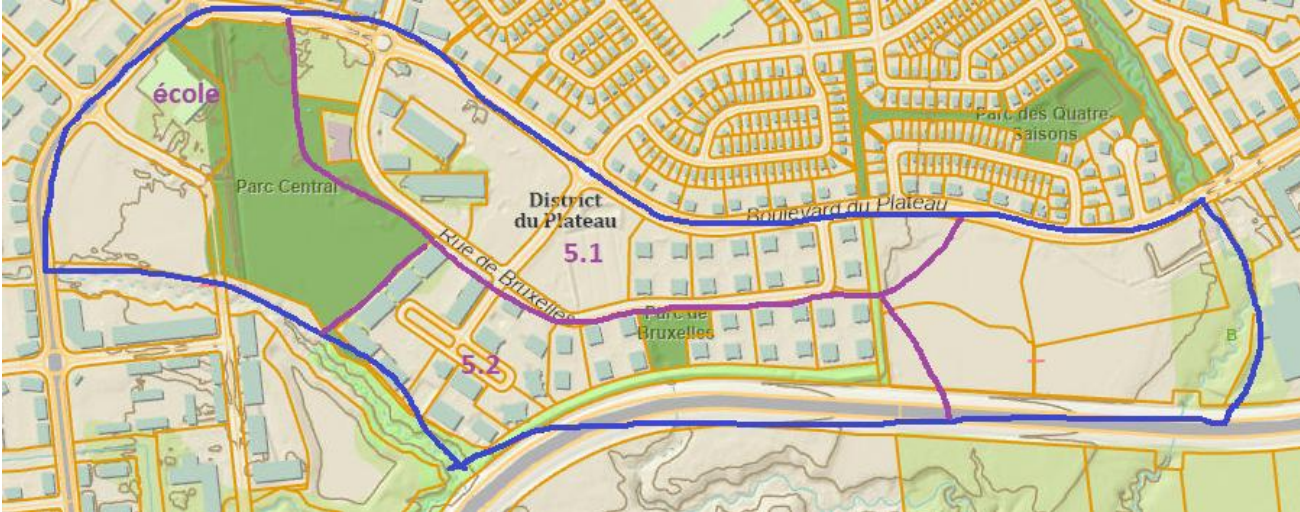 école
Parc des Quatre-
Saisons
Parc Central
District
du Plateau
Boulevard du Plateau
5.1
Rue de Bruxelles
Parc de
Bruxelles
B
5.2